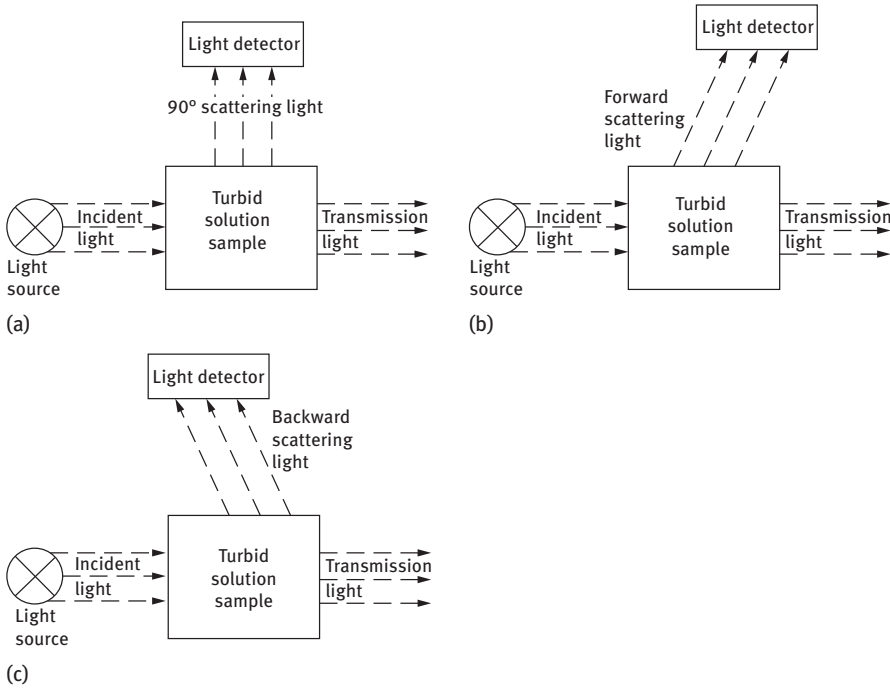 Light detector
90° scattering light
Turbid
solution
sample
Incident
light
Transmission
light
Light
source
(a)
Light detector
Forward
scattering
light
Turbid
solution
sample
Incident
light
Transmission
light
Light
source
(b)
Light detector
Backward
scattering
light
Turbid
solution
sample
Incident
light
Transmission
light
Light
source
(c)